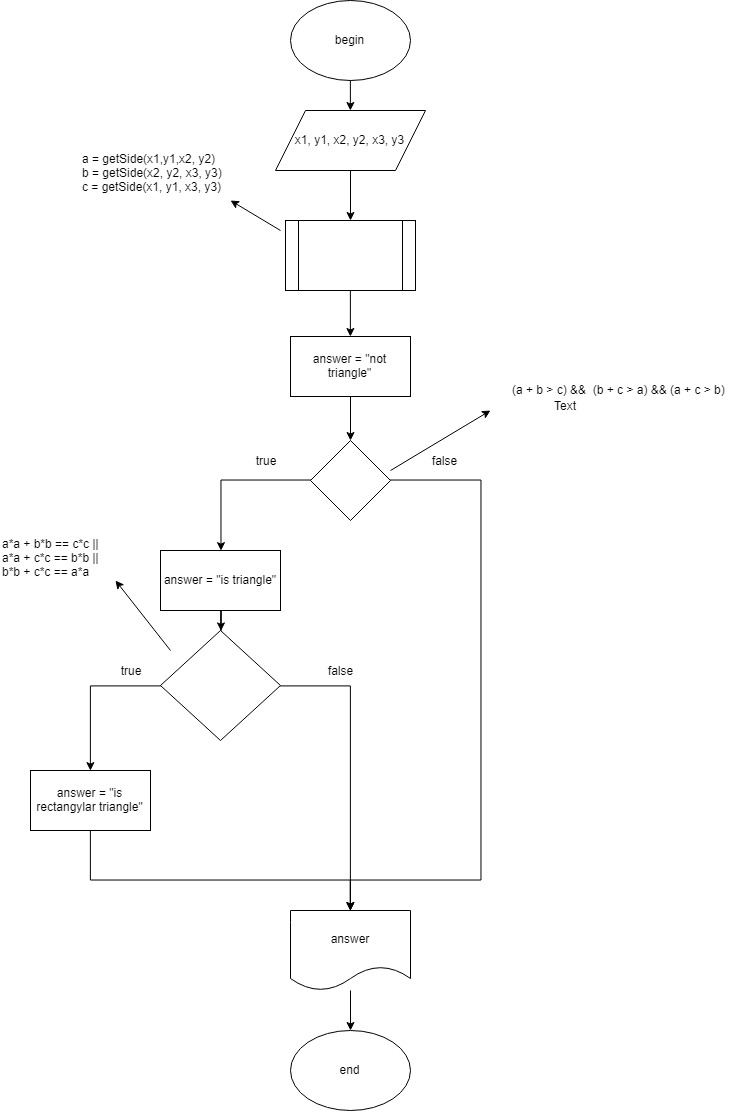 begin
x1, y1, x2, y2, x3, y3
a = getSide(x1,y1,x2, y2)
b = getSide(x2, y2, x3, y3)
c = getSide(x1, y1, x3, y3)
answer = "not
triangle"
(a + b > c) && (b + c > a) && (a + c > b)
Text
true
false
a*a + b*b == c*c ||
a*a + c*c == b*b ||
b*b + c*c == a*a
answer = "is triangle"
true
false
answer = "is
rectangylar triangle"
answer
end